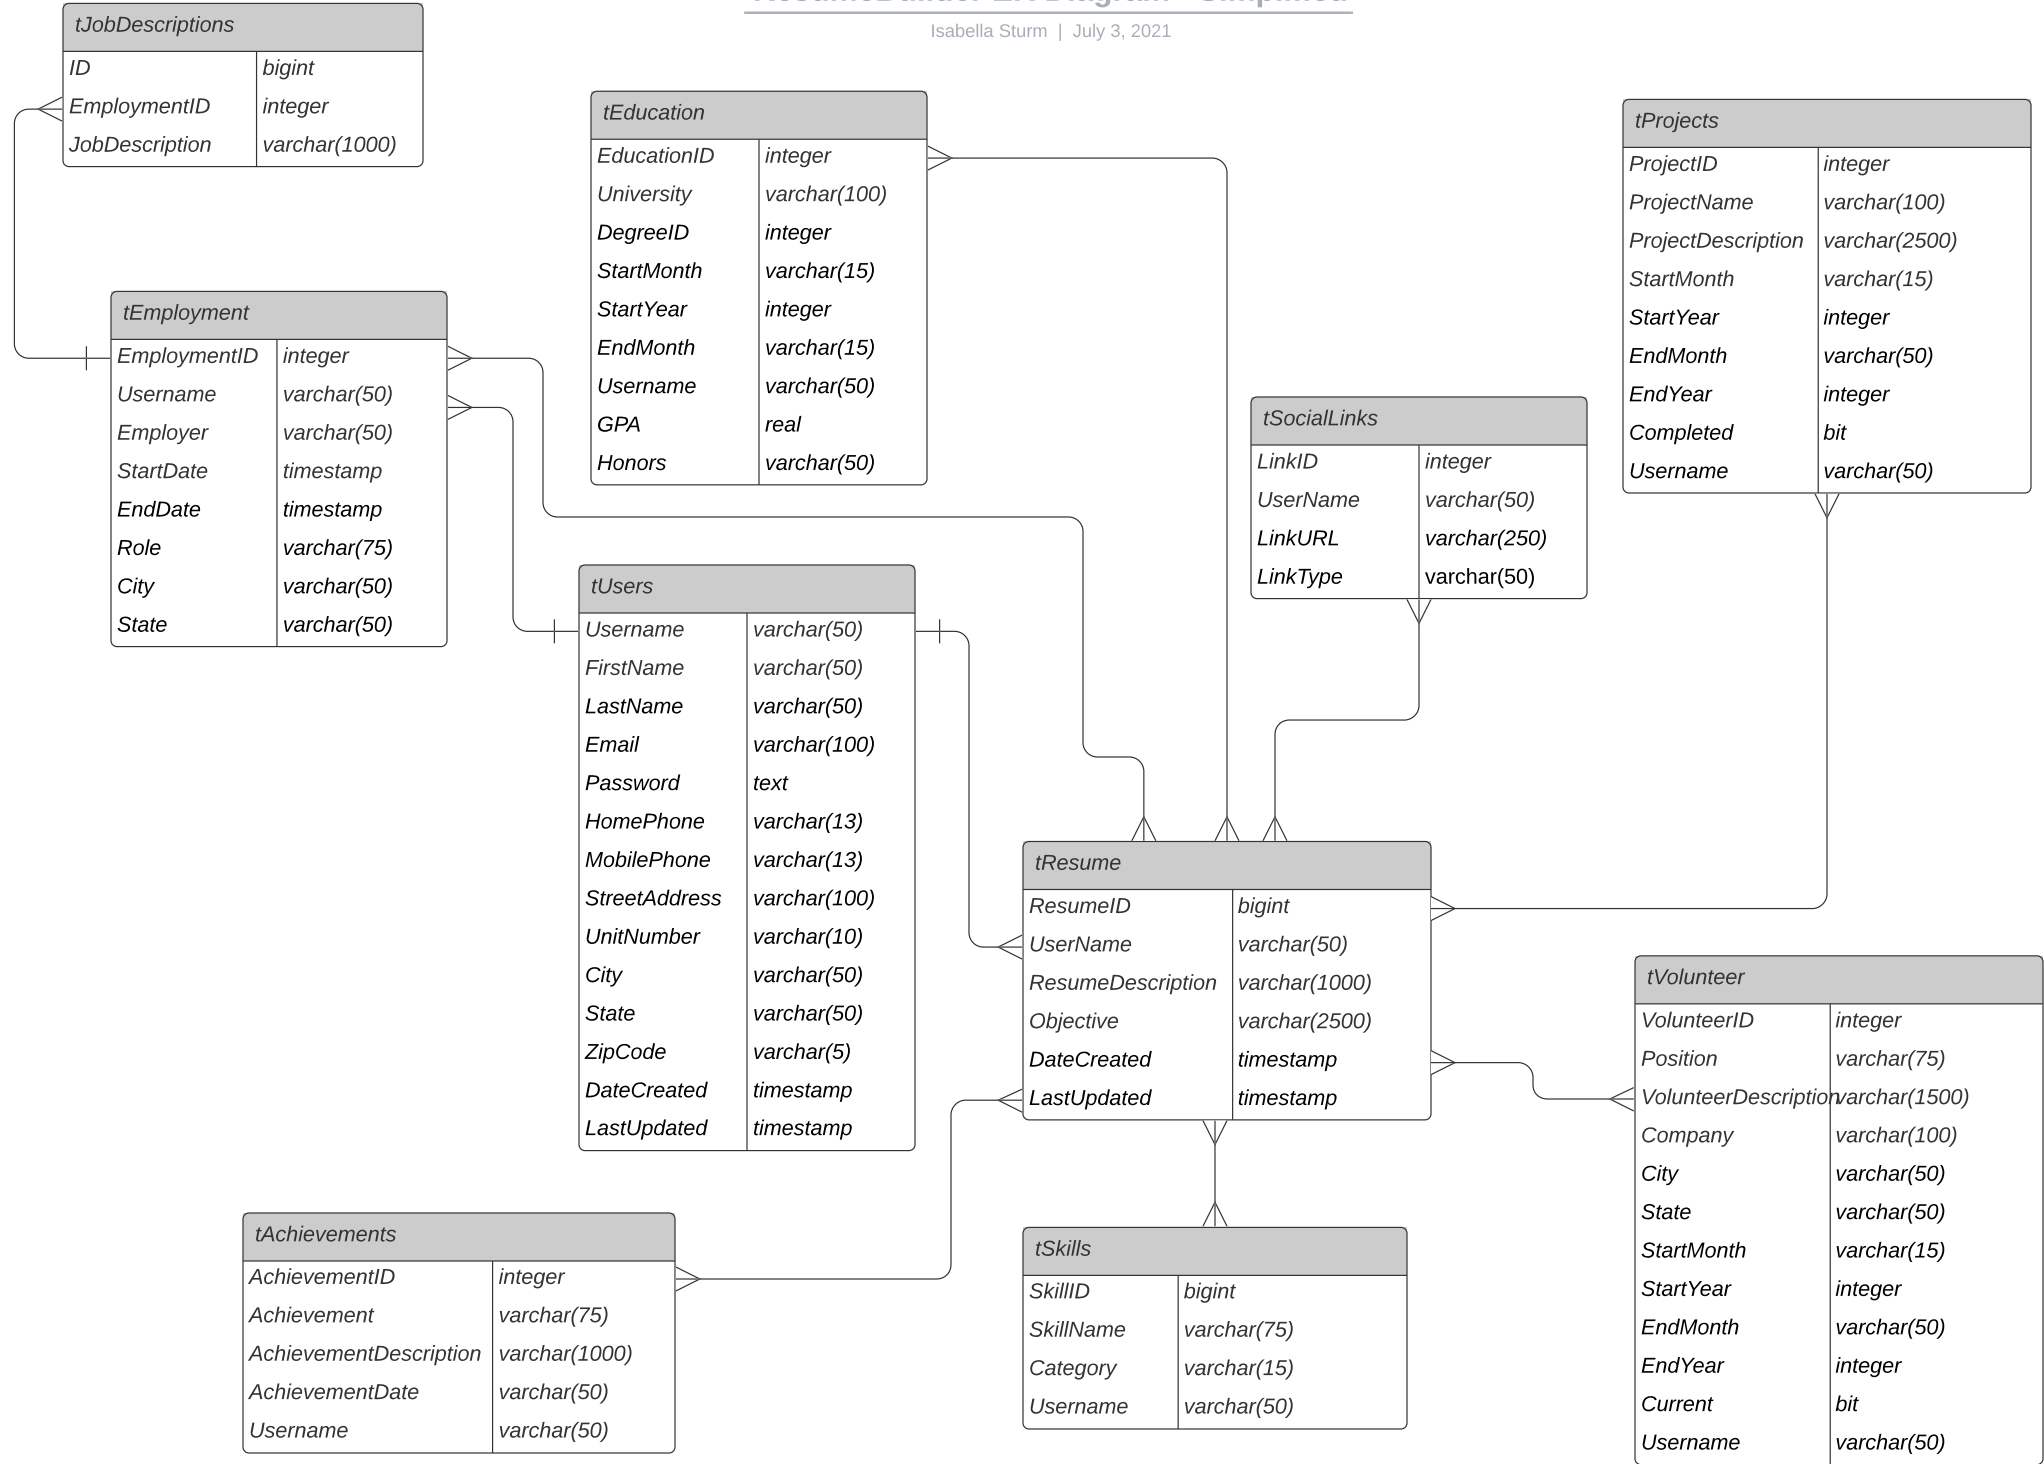 ResumeBuilder ER Diagram - Simplified
Isabella Sturm | July 3, 2021
tJobDescriptions
ID bigint
EmploymentID integer
JobDescription varchar(1000)
tEducation
EducationID integer
University varchar(100)
DegreeID integer
StartMonth varchar(15)
StartYear integer
EndMonth varchar(15)
Username varchar(50)
GPA real
Honors varchar(50)
tProjects
ProjectID integer
ProjectName varchar(100)
ProjectDescription varchar(2500)
StartMonth varchar(15)
StartYear integer
EndMonth varchar(50)
EndYear integer
Completed bit
Username varchar(50)
tEmployment
EmploymentID integer
Username varchar(50)
Employer varchar(50)
StartDate timestamp
EndDate timestamp
Role varchar(75)
City varchar(50)
State varchar(50)
tSocialLinks
LinkID integer
UserName varchar(50)
LinkURL varchar(250)
LinkType varchar(50)
tUsers
Username varchar(50)
FirstName varchar(50)
LastName varchar(50)
Email varchar(100)
Password text
HomePhone varchar(13)
MobilePhone varchar(13)
StreetAddress varchar(100)
UnitNumber varchar(10)
City varchar(50)
State varchar(50)
ZipCode varchar(5)
DateCreated timestamp
LastUpdated timestamp
tResume
ResumeID bigint
UserName varchar(50)
ResumeDescription varchar(1000)
Objective varchar(2500)
DateCreated timestamp
LastUpdated timestamp
tVolunteer
VolunteerID integer
Position varchar(75)
VolunteerDescription varchar(1500)
Company varchar(100)
City varchar(50)
State varchar(50)
StartMonth varchar(15)
StartYear integer
EndMonth varchar(50)
EndYear integer
Current bit
Username varchar(50)
tAchievements
AchievementID integer
Achievement varchar(75)
AchievementDescription varchar(1000)
AchievementDate varchar(50)
Username varchar(50)
tSkills
SkillID bigint
SkillName varchar(75)
Category varchar(15)
Username varchar(50)